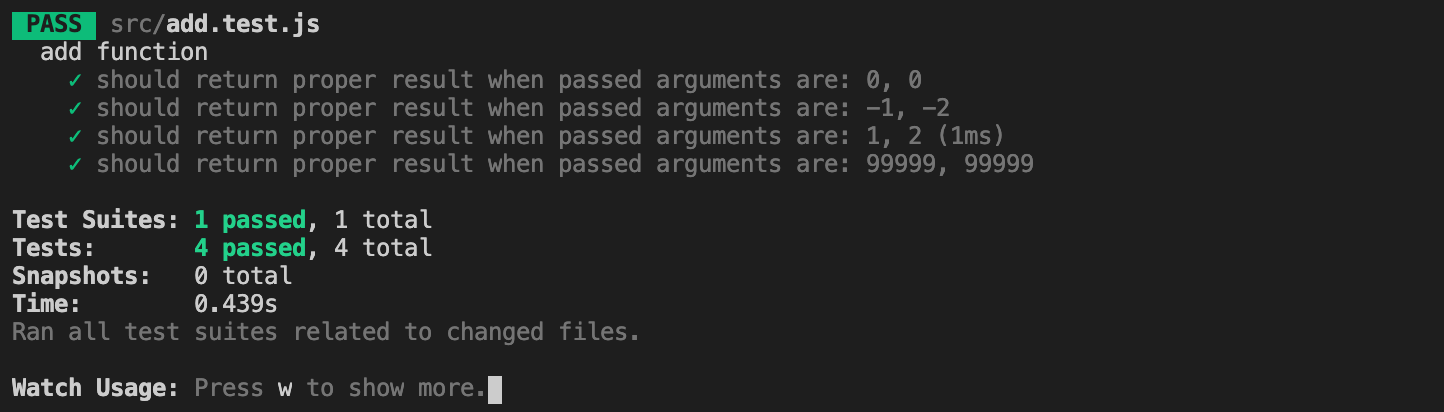 PASS src/add.test.js
add function
✓ should return proper result when passed arguments are: 0, 0
✓ should return proper result when passed arguments are: -1, -2
✓ should return proper result when passed arguments are: 1, 2 (1ms)
✓ should return proper result when passed arguments are: 99999, 99999
Test Suites: 1 passed, 1 total
Tests: 4 passed, 4 total
Snapshots: 0 total
Time: 0.439s
Ran all test suites related to changed files.
Watch Usage: Press w to show more.